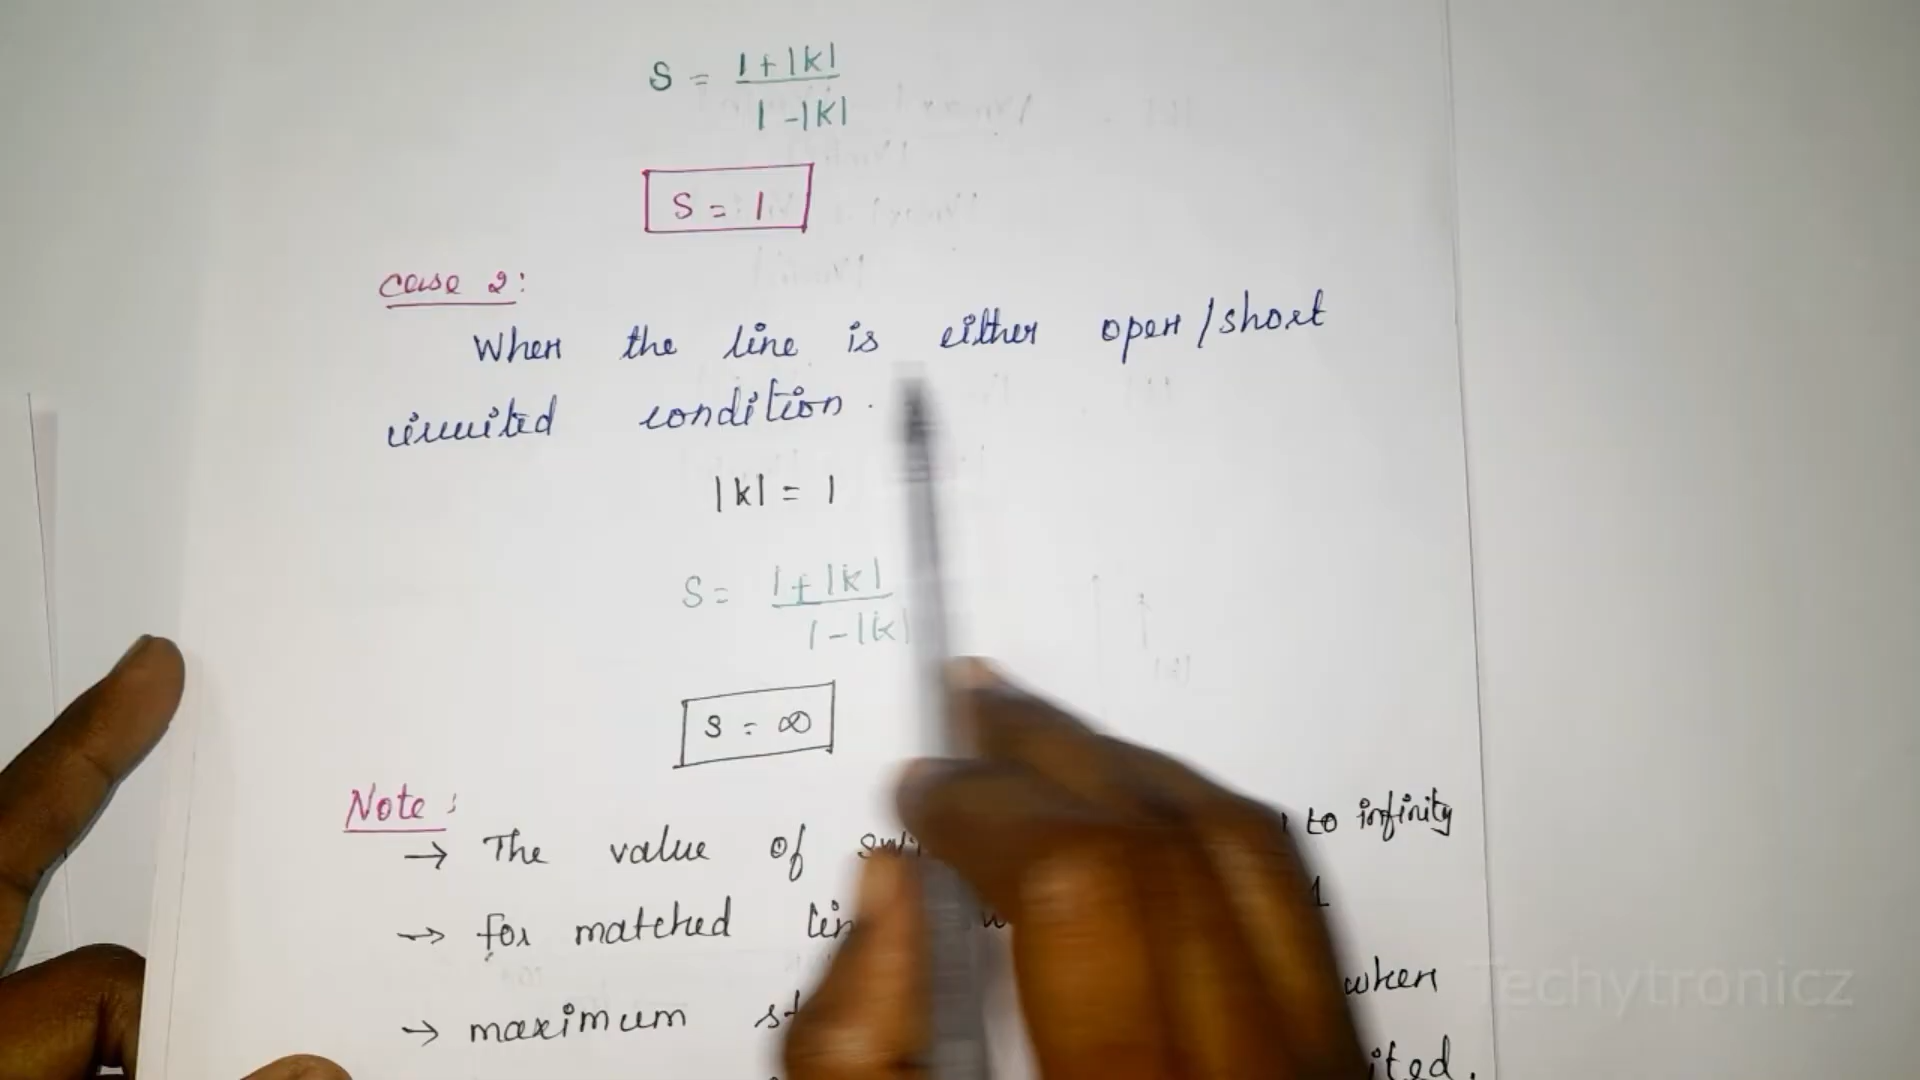 S = 1+|k| / 1-|k|
S = 1
Case 2:
When the line is either open/short
circuited condition.
|k| = 1
S = 1+|k| / 1-|k|
S = ∞
Note:
→ The value of to infinity
→ for matched 1
→ maximum when
Techytronicz